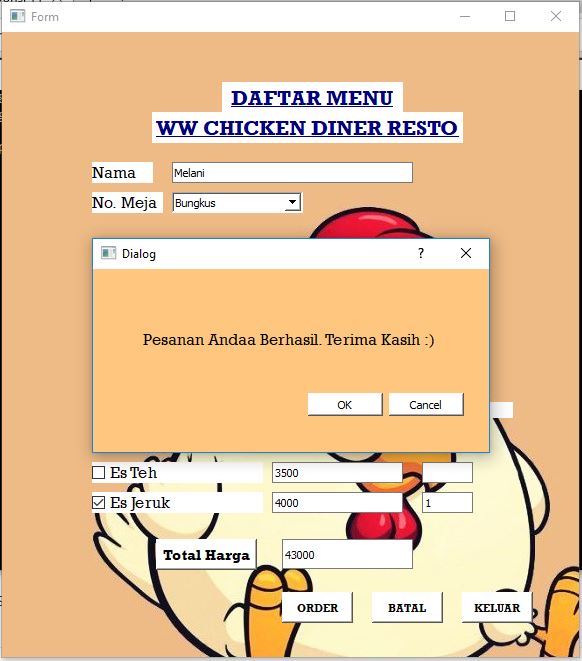 Form
DAFTAR MENU
WW CHICKEN DINER RESTO
Nama Melani
No. Meja Bungkus
Dialog ?
Pesanan Andaa Berhasil. Terima Kasih :)
OK Cancel
Es Teh 3500
Es Jeruk 4000 1
Total Harga 43000
ORDER BATAL KELUAR